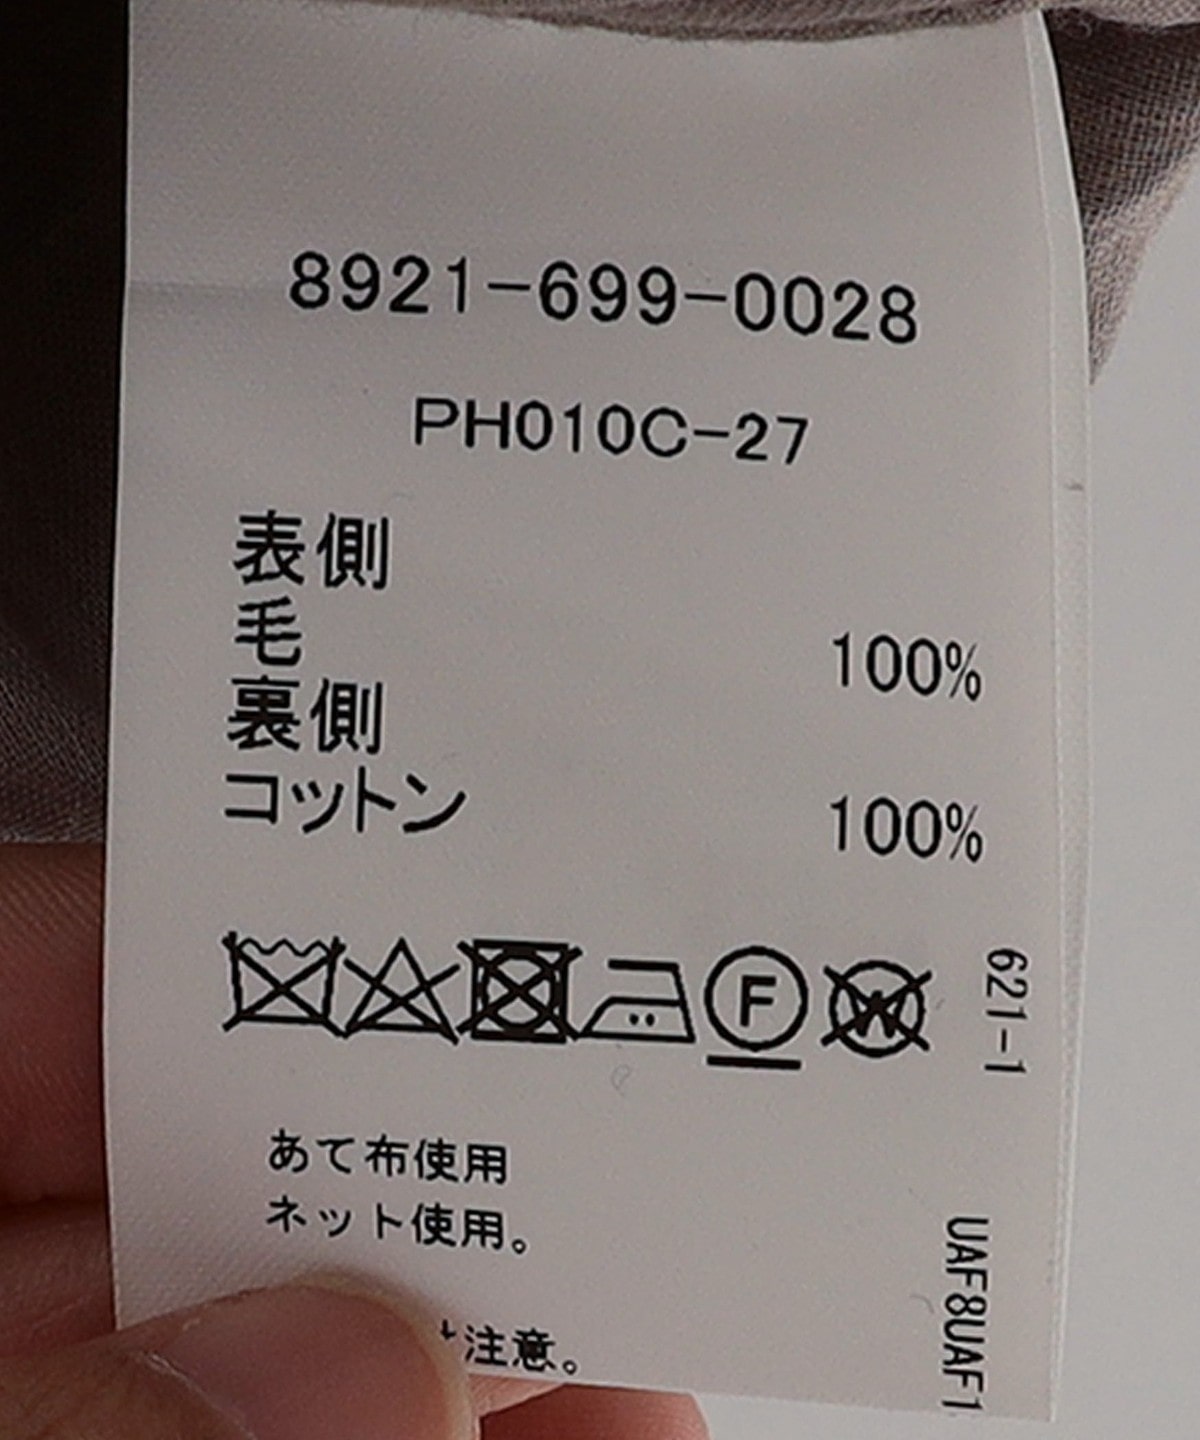 8921-699-0028
PH010C-27
表側
毛 100%
裏側
コットン 100%
F
W
621-1
あて布使用
ネット使用。
注意。
UAF8UAF1